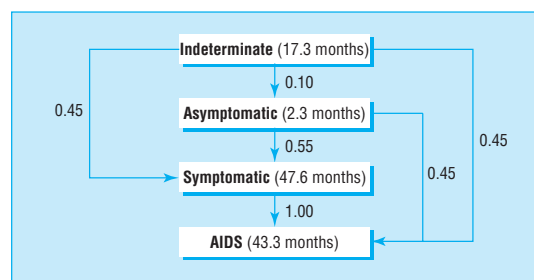 Indeterminate (17.3 months)
0.10
0.45
Asymptomatic (2.3 months)
0.45
0.55
Symptomatic (47.6 months)
0.45
1.00
AIDS (43.3 months)